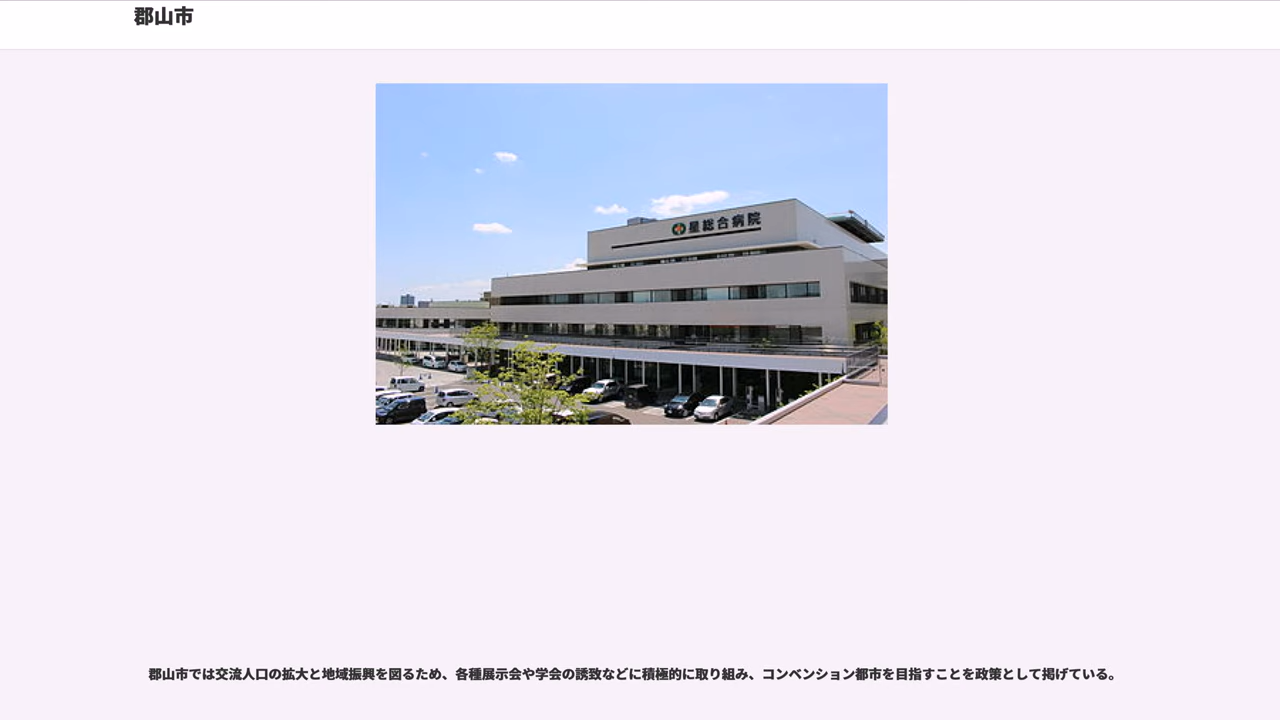 郡山市
星総合病院
郡山市では交流人口の拡大と地域振興を図るため、各種展示会や学会の誘致などに積極的に取り組み、コンベンション都市を目指すことを政策として掲げている。